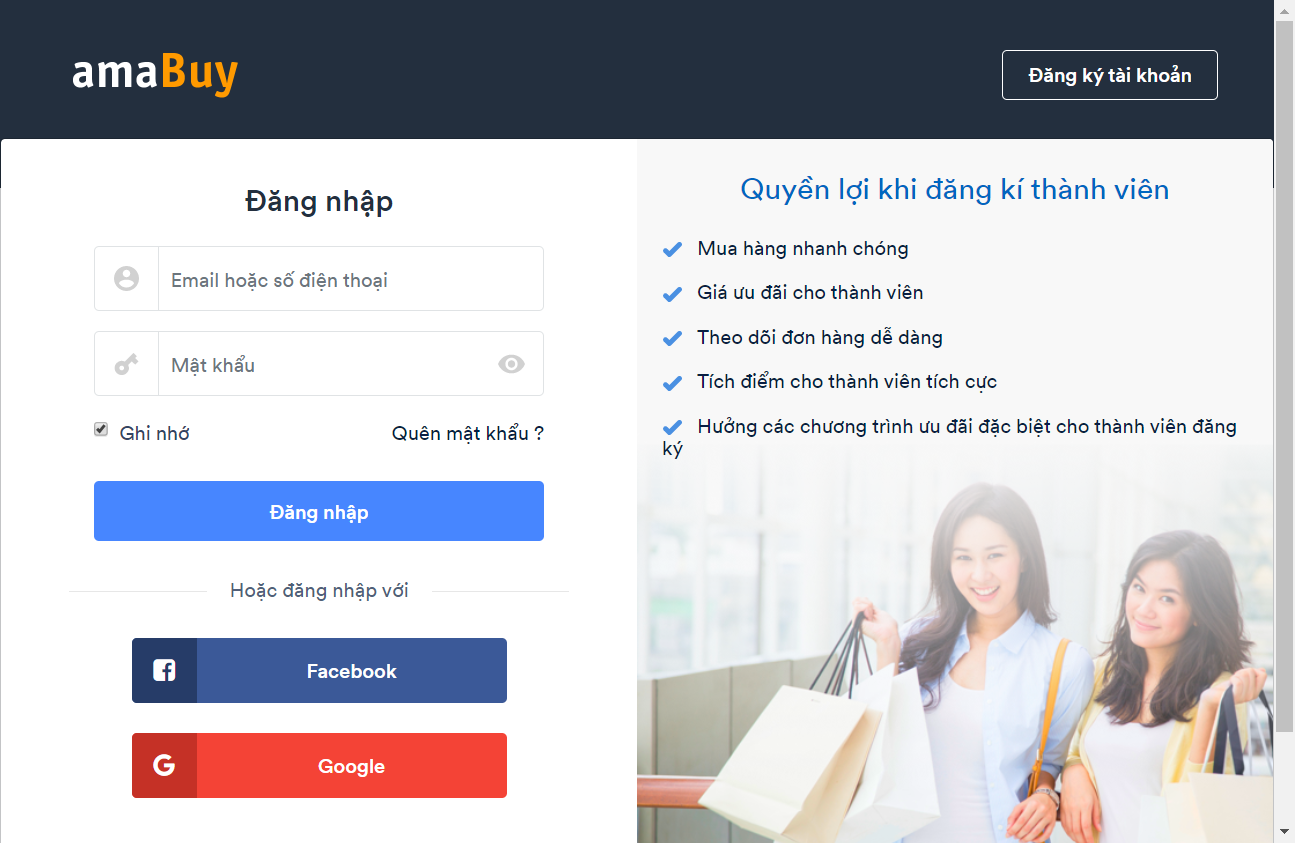 amaBuy
Đăng ký tài khoản
Đăng nhập
Email hoặc số điện thoại
Mật khẩu
Ghi nhớ
Quên mật khẩu ?
Đăng nhập
Hoặc đăng nhập với
Facebook
Google
Quyền lợi khi đăng kí thành viên
Mua hàng nhanh chóng
Giá ưu đãi cho thành viên
Theo dõi đơn hàng dễ dàng
Tích điểm cho thành viên tích cực
Hưởng các chương trình ưu đãi đặc biệt cho thành viên đăng
ký